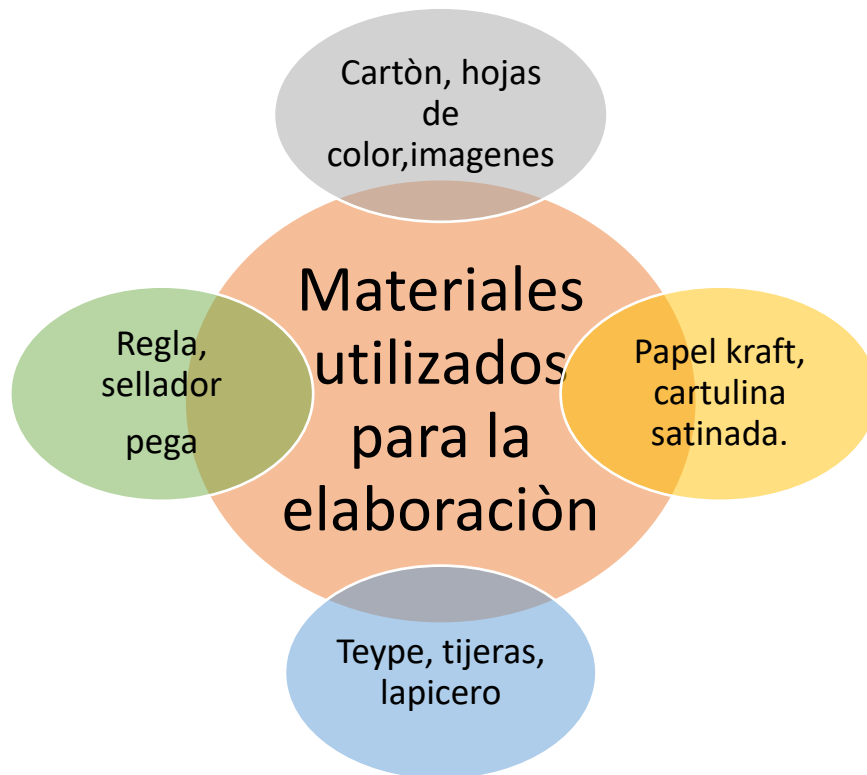 Cartòn, hojas
de
color,imagenes
Materiales
utilizados
para la
elaboraciòn
Regla,
sellador
pega
Papel kraft,
cartulina
satinada.
Teype, tijeras,
lapicero